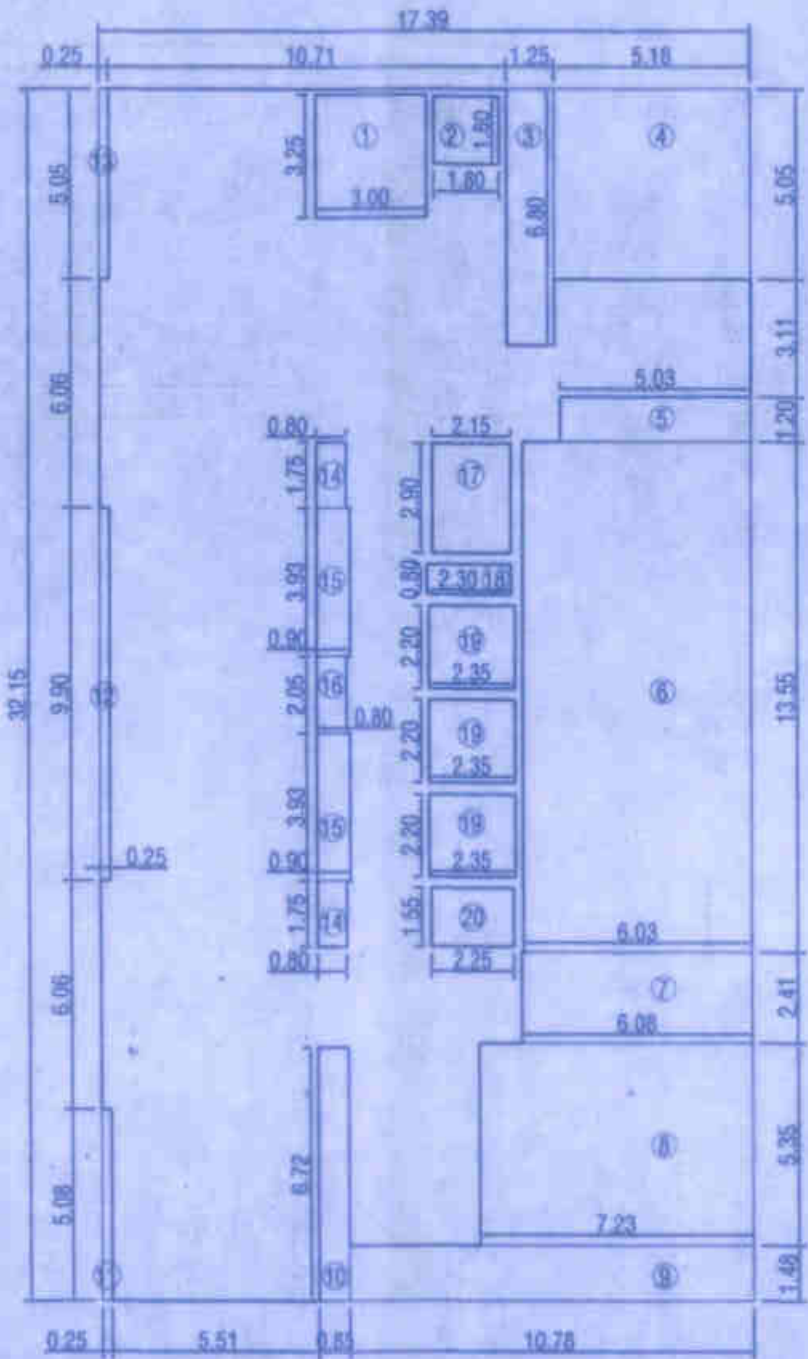 17.39
0.25 10.71 1.25 5.18
① ② 1.80 ③ ④
5.05 3.25 5.05
3.00 1.80 6.80
3.11
6.06 5.03
0.80 2.15 ⑤ 1.20
1.75 ⑭ ⑰ 2.90
3.93 ⑮ 0.80 2.30 18
0.90 2.20 ⑲ 2.35
32.15 9.90 2.05 ⑯ ⑥ 13.55
0.80 2.20 ⑲ 2.35
3.93 ⑮ 2.20 ⑲
0.25 0.90 2.35
1.75 ⑭ 1.55 ⑳
6.03
0.80 2.25
6.06 ⑦ 2.41
6.08
5.08 6.72 ⑧ 5.35
7.23
⑩ ⑨ 1.48
0.25 5.51 0.85 10.78